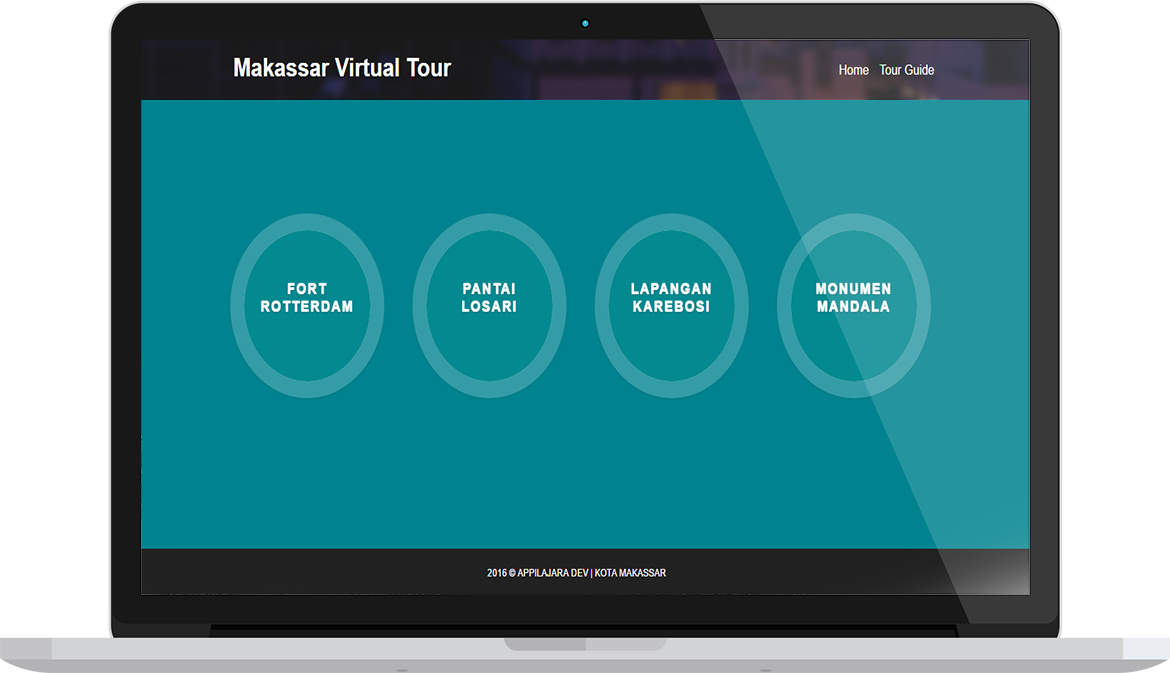 Makassar Virtual Tour
Home Tour Guide
FORT
ROTTERDAM
PANTAI
LOSARI
LAPANGAN
KAREBOSI
MONUMEN
MANDALA
2016 © APPILAJARA DEV | KOTA MAKASSAR